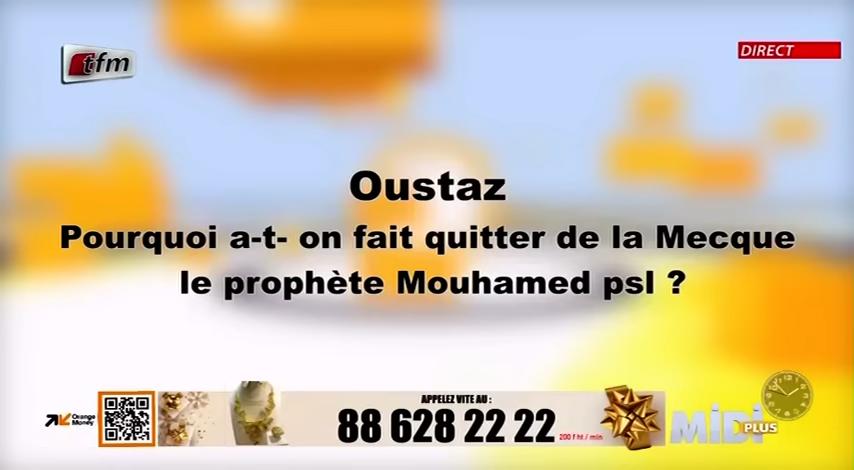 tfm
DIRECT
Oustaz
Pourquoi a-t- on fait quitter de la Mecque
le prophète Mouhamed psl ?
Orange
Money
APPELEZ VITE AU :
88 628 22 22
200 f ht / min
MiDi
PLUS